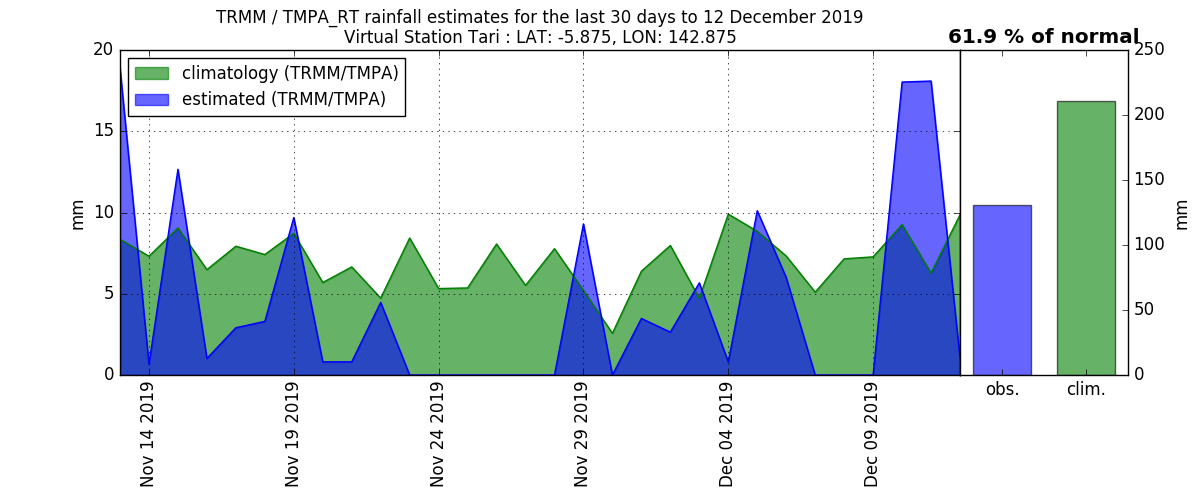 TRMM / TMPA_RT rainfall estimates for the last 30 days to 12 December 2019
Virtual Station Tari : LAT: -5.875, LON: 142.875
61.9 % of normal
climatology (TRMM/TMPA)
estimated (TRMM/TMPA)
20
15
10
5
0
mm
250
200
150
100
50
0
mm
Nov 14 2019
Nov 19 2019
Nov 24 2019
Nov 29 2019
Dec 04 2019
Dec 09 2019
obs.
clim.